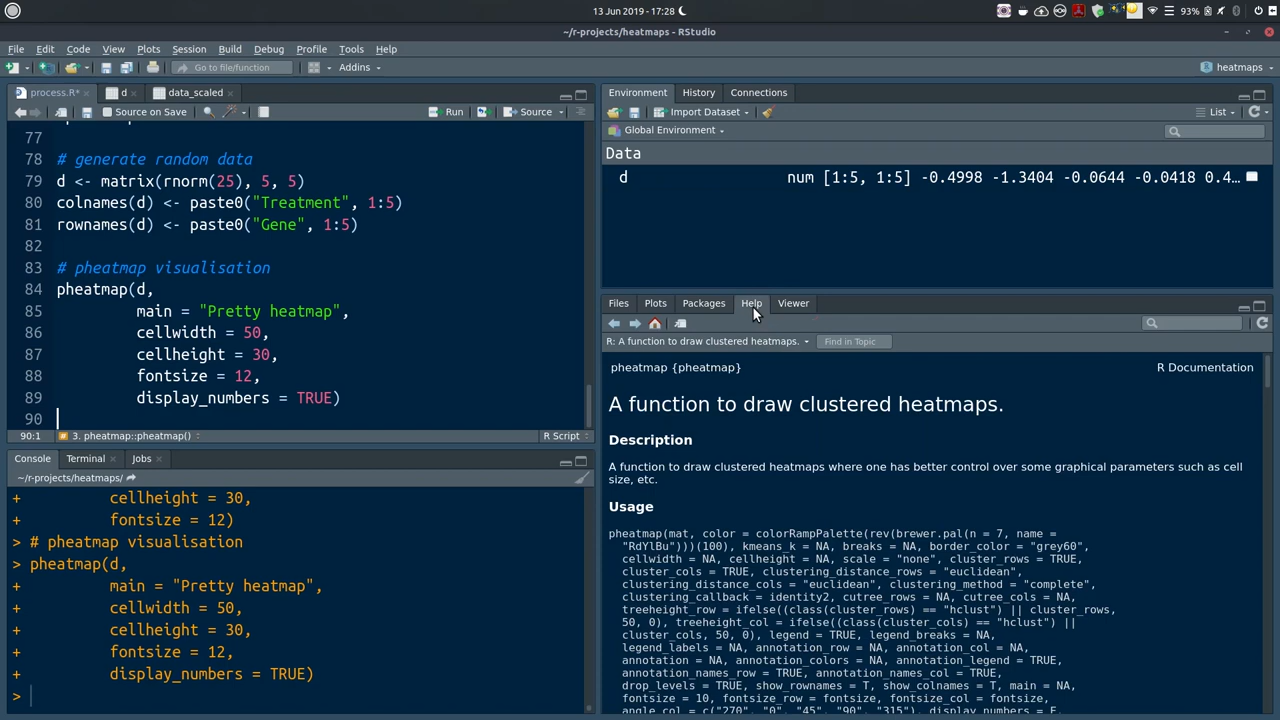 13 Jun 2019 - 17:28
93%
~/r-projects/heatmaps - RStudio
File Edit Code View Plots Session Build Debug Profile Tools Help
Go to file/function
Addins
heatmaps
process.R*
d
data_scaled
Source on Save
Run
Source
77
78 # generate random data
79 d <- matrix(rnorm(25), 5, 5)
80 colnames(d) <- paste0("Treatment", 1:5)
81 rownames(d) <- paste0("Gene", 1:5)
82
83 # pheatmap visualisation
84 pheatmap(d,
85 main = "Pretty heatmap",
86 cellwidth = 50,
87 cellheight = 30,
88 fontsize = 12,
89 display_numbers = TRUE)
90
90:1 3. pheatmap::pheatmap() R Script
Console Terminal Jobs
~/r-projects/heatmaps/
+ cellheight = 30,
+ fontsize = 12)
> # pheatmap visualisation
> pheatmap(d,
+ main = "Pretty heatmap",
+ cellwidth = 50,
+ cellheight = 30,
+ fontsize = 12,
+ display_numbers = TRUE)
>
Environment History Connections
Import Dataset
List
Global Environment
Data
d num [1:5, 1:5] -0.4998 -1.3404 -0.0644 -0.0418 0.4…
Files Plots Packages Help Viewer
R: A function to draw clustered heatmaps. Find in Topic
pheatmap {pheatmap} R Documentation
A function to draw clustered heatmaps.
Description
A function to draw clustered heatmaps where one has better control over some graphical parameters such as cell
size, etc.
Usage
pheatmap(mat, color = colorRampPalette(rev(brewer.pal(n = 7, name =
"RdYlBu")))(100), kmeans_k = NA, breaks = NA, border_color = "grey60",
cellwidth = NA, cellheight = NA, scale = "none", cluster_rows = TRUE,
cluster_cols = TRUE, clustering_distance_rows = "euclidean",
clustering_distance_cols = "euclidean", clustering_method = "complete",
clustering_callback = identity2, cutree_rows = NA, cutree_cols = NA,
treeheight_row = ifelse((class(cluster_rows) == "hclust") || cluster_rows,
50, 0), treeheight_col = ifelse((class(cluster_cols) == "hclust") ||
cluster_cols, 50, 0), legend = TRUE, legend_breaks = NA,
legend_labels = NA, annotation_row = NA, annotation_col = NA,
annotation = NA, annotation_colors = NA, annotation_legend = TRUE,
annotation_names_row = TRUE, annotation_names_col = TRUE,
drop_levels = TRUE, show_rownames = T, show_colnames = T, main = NA,
fontsize = 10, fontsize_row = fontsize, fontsize_col = fontsize,
angle_col = c("270", "0", "45", "90", "315"), display_numbers = F,